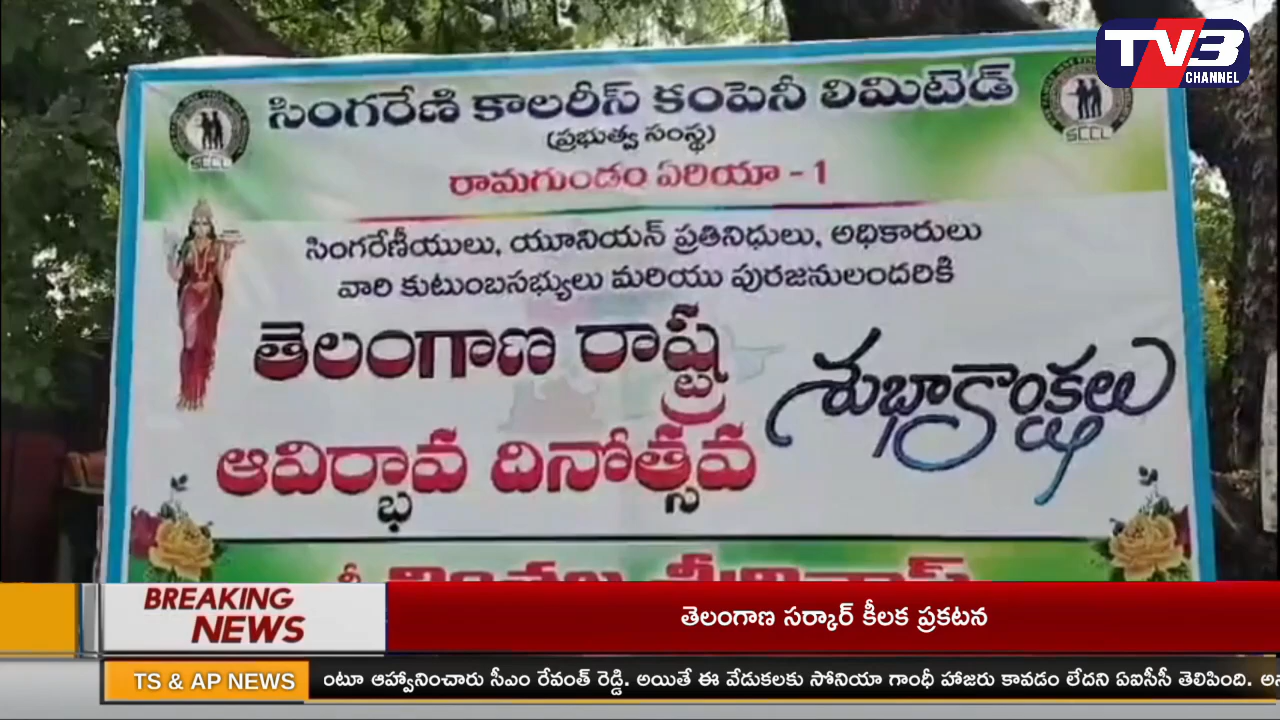 TV3
CHANNEL
సింగరేణి కాలరీస్ కంపెనీ లిమిటెడ్
(ప్రభుత్వ సంస్థ)
రామగుండం ఏరియా - 1
SCCL
SCCL
సింగరేణీయులు, యూనియన్ ప్రతినిధులు, అధికారులు
వారి కుటుంబసభ్యులు మరియు పురజనులందరికి
తెలంగాణ రాష్ట్ర
ఆవిర్భావ దినోత్సవ
శుభాకాంక్షలు
BREAKING
NEWS
తెలంగాణ సర్కార్ కీలక ప్రకటన
TS & AP NEWS
ంటూ ఆహ్వానించారు సీఎం రేవంత్ రెడ్డి. అయితే ఈ వేడుకలకు సోనియా గాంధీ హాజరు కావడం లేదని ఏఐసీసీ తెలిపింది.